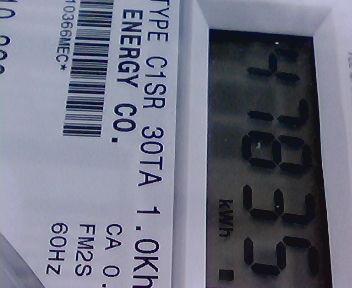 47835
kWh
TYPE C1SR 30TA 1.0Kh
ENERGY CO.
CA 0.
FM2S
60Hz
10366MEC*